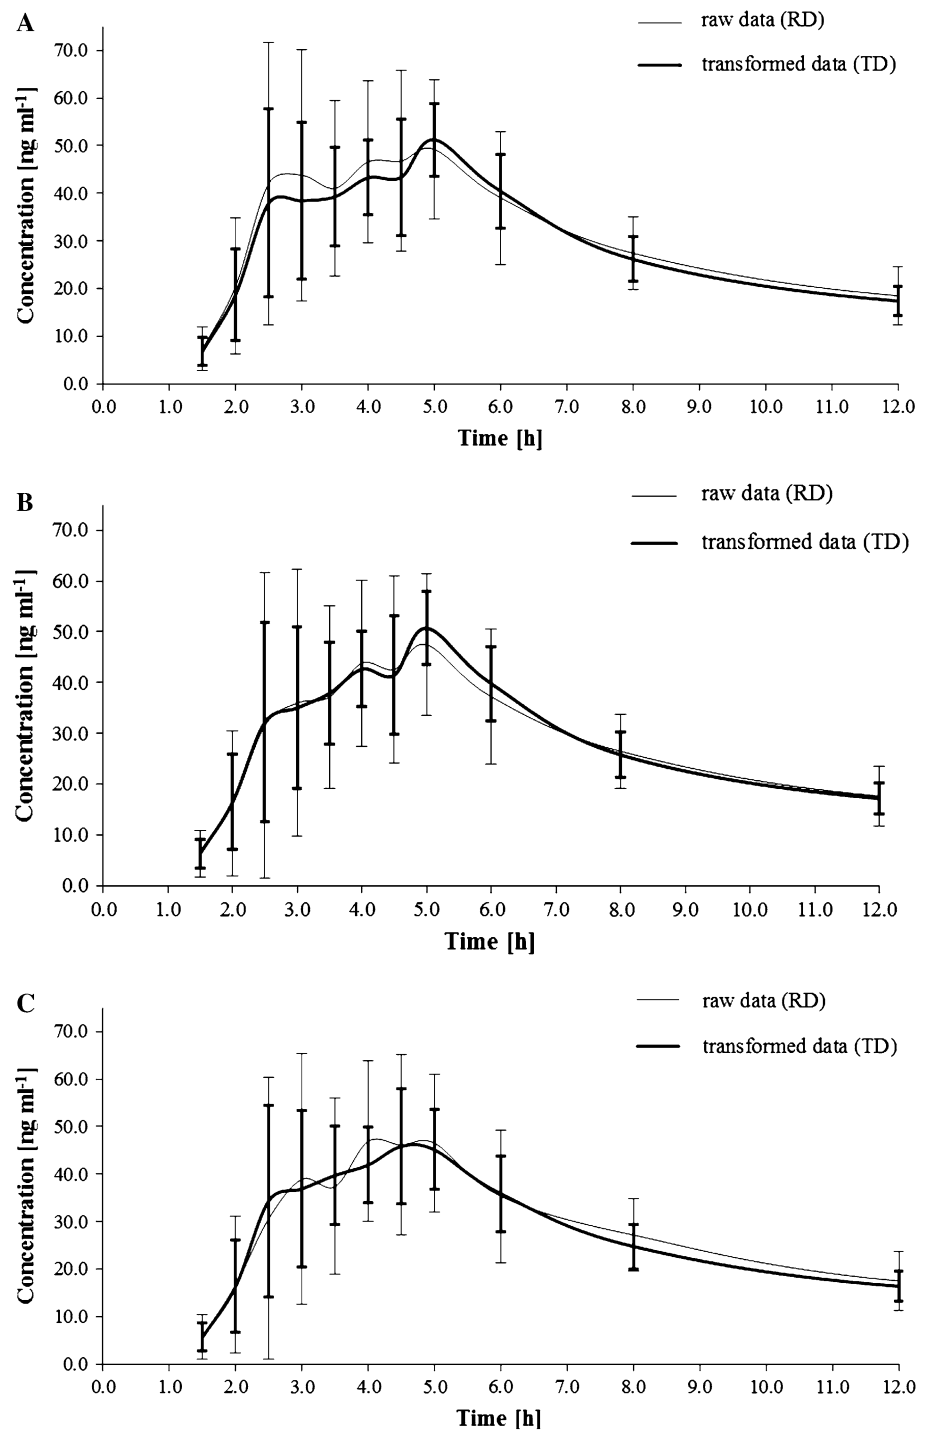 A
raw data (RD)
transformed data (TD)
Concentration [ng ml-1]
70.0
60.0
50.0
40.0
30.0
20.0
10.0
0.0
0.0 1.0 2.0 3.0 4.0 5.0 6.0 7.0 8.0 9.0 10.0 11.0 12.0
Time [h]
B
raw data (RD)
transformed data (TD)
Concentration [ng ml-1]
70.0
60.0
50.0
40.0
30.0
20.0
10.0
0.0
0.0 1.0 2.0 3.0 4.0 5.0 6.0 7.0 8.0 9.0 10.0 11.0 12.0
Time [h]
C
raw data (RD)
transformed data (TD)
Concentration [ng ml-1]
70.0
60.0
50.0
40.0
30.0
20.0
10.0
0.0
0.0 1.0 2.0 3.0 4.0 5.0 6.0 7.0 8.0 9.0 10.0 11.0 12.0
Time [h]